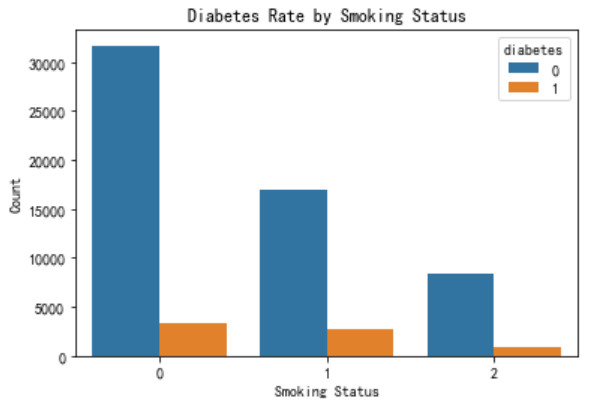 Diabetes Rate by Smoking Status
diabetes
0
1
30000
25000
20000
15000
10000
5000
0
Count
0 1 2
Smoking Status